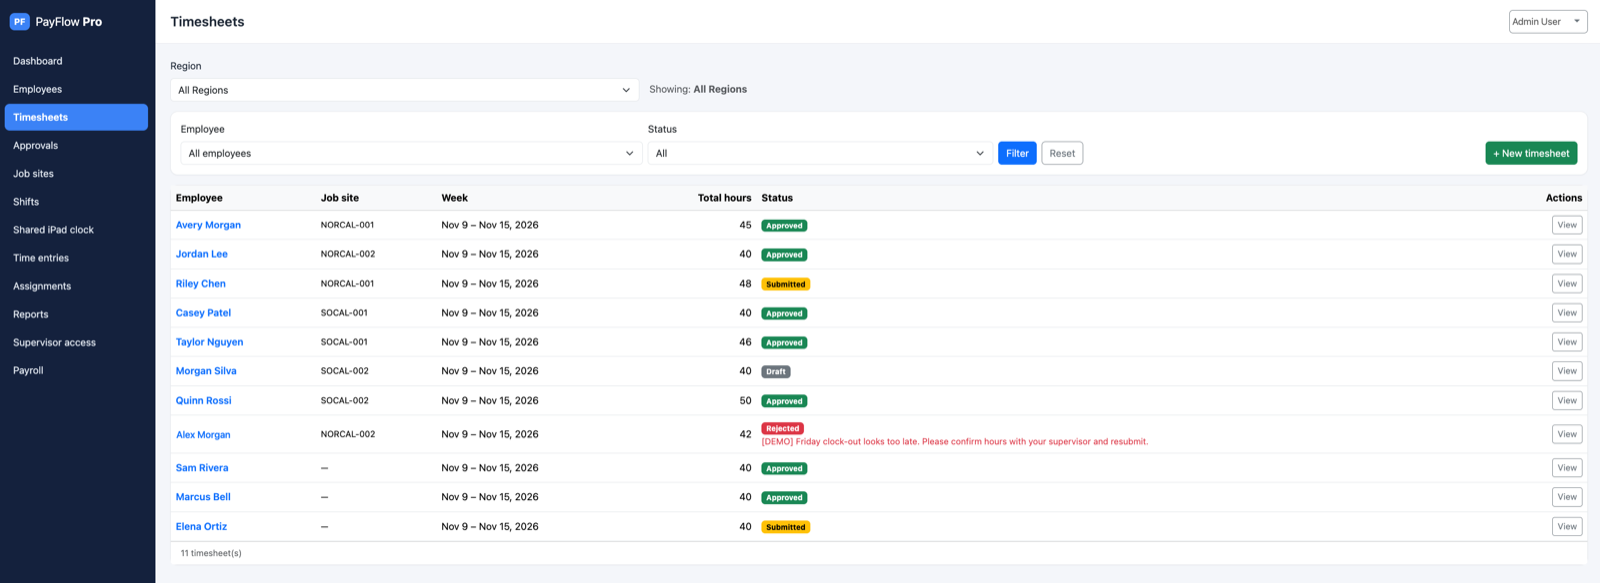 PF PayFlow Pro
Dashboard
Employees
Timesheets
Approvals
Job sites
Shifts
Shared iPad clock
Time entries
Assignments
Reports
Supervisor access
Payroll
Timesheets
Admin User
Region
All Regions
Showing: All Regions
Employee Status
All employees All Filter Reset + New timesheet
Employee Job site Week Total hours Status Actions
Avery Morgan NORCAL-001 Nov 9 – Nov 15, 2026 45 Approved View
Jordan Lee NORCAL-002 Nov 9 – Nov 15, 2026 40 Approved View
Riley Chen NORCAL-001 Nov 9 – Nov 15, 2026 48 Submitted View
Casey Patel SOCAL-001 Nov 9 – Nov 15, 2026 40 Approved View
Taylor Nguyen SOCAL-001 Nov 9 – Nov 15, 2026 46 Approved View
Morgan Silva SOCAL-002 Nov 9 – Nov 15, 2026 40 Draft View
Quinn Rossi SOCAL-002 Nov 9 – Nov 15, 2026 50 Approved View
Alex Morgan NORCAL-002 Nov 9 – Nov 15, 2026 42 Rejected View
[DEMO] Friday clock-out looks too late. Please confirm hours with your supervisor and resubmit.
Sam Rivera — Nov 9 – Nov 15, 2026 40 Approved View
Marcus Bell — Nov 9 – Nov 15, 2026 40 Approved View
Elena Ortiz — Nov 9 – Nov 15, 2026 40 Submitted View
11 timesheet(s)